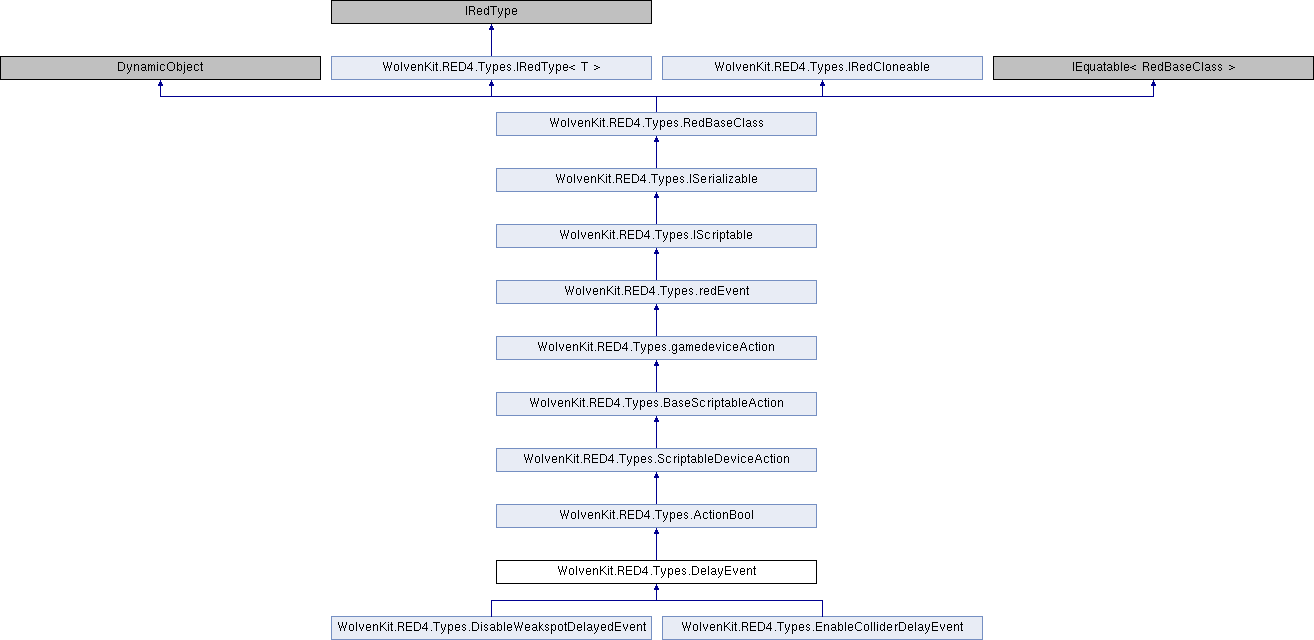 IRedType
DynamicObject
WolvenKit.RED4.Types.IRedType< T >
WolvenKit.RED4.Types.IRedCloneable
IEquatable< RedBaseClass >
WolvenKit.RED4.Types.RedBaseClass
WolvenKit.RED4.Types.ISerializable
WolvenKit.RED4.Types.IScriptable
WolvenKit.RED4.Types.redEvent
WolvenKit.RED4.Types.gamedeviceAction
WolvenKit.RED4.Types.BaseScriptableAction
WolvenKit.RED4.Types.ScriptableDeviceAction
WolvenKit.RED4.Types.ActionBool
WolvenKit.RED4.Types.DelayEvent
WolvenKit.RED4.Types.DisableWeakspotDelayedEvent
WolvenKit.RED4.Types.EnableColliderDelayEvent